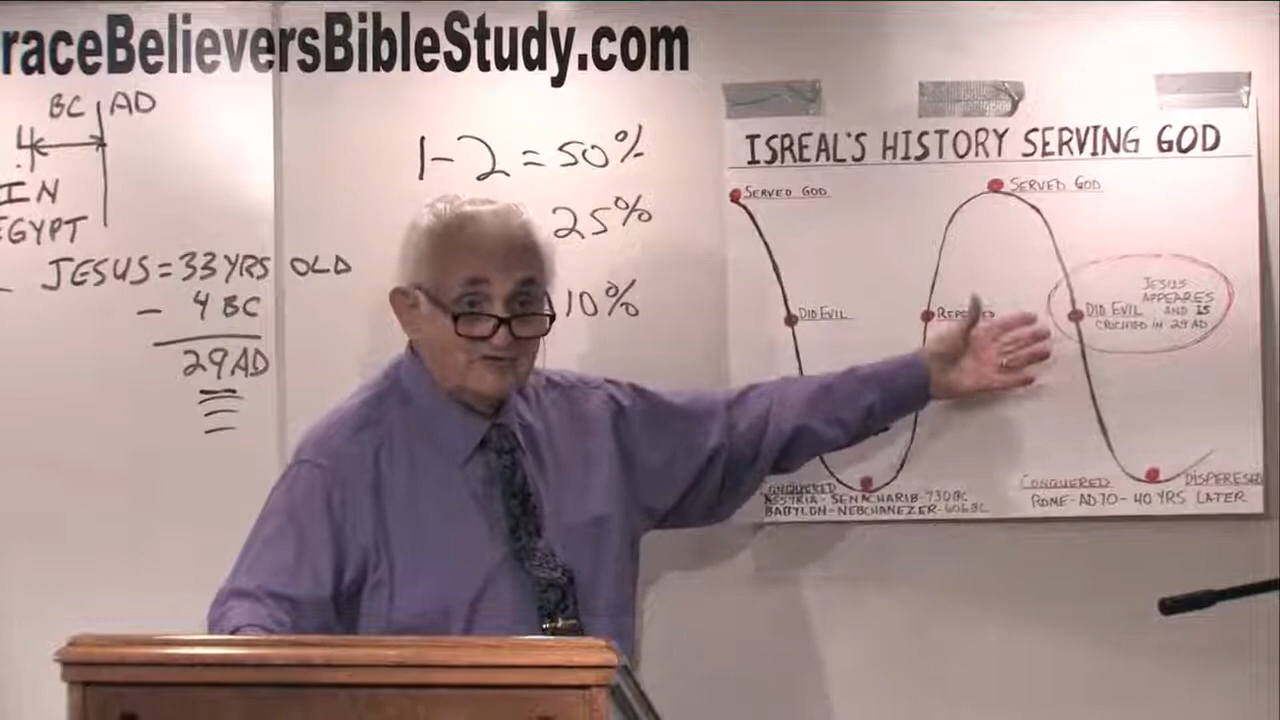 raceBelieversBibleStudy.com
BC AD
4
IN
EGYPT
JESUS = 33 YRS OLD
- 4 BC
29 AD
1-2 = 50%
25%
10%
ISREAL'S HISTORY SERVING GOD
SERVED GOD
SERVED GOD
DID EVIL
DID EVIL
JESUS
APPEARES
AND IS
CRUCIFIED IN 29 AD
CONQUERED
ASSYRIA - SENACHARIB - 730 BC
BABYLON - NEBCHANEZER - 606 BC
CONQUERED
DISPERESED
ROME - AD 70 - 40 YRS LATER